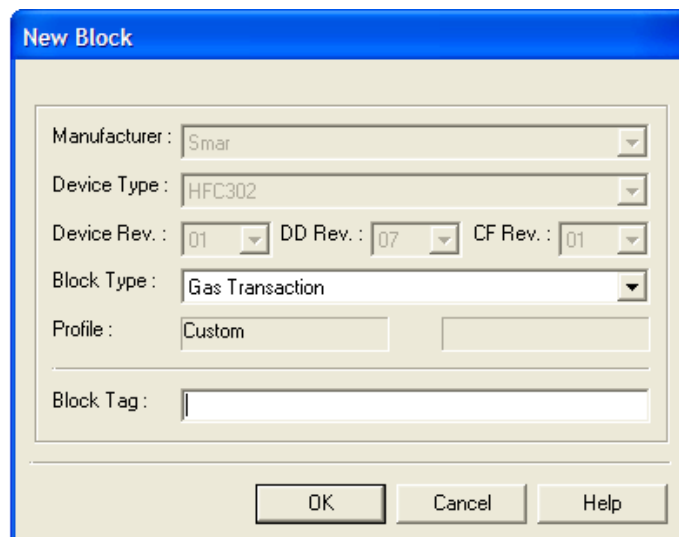 New Block
Manufacturer : Smar
Device Type : HFC302
Device Rev. : 01 DD Rev. : 07 CF Rev. : 01
Block Type : Gas Transaction
Profile : Custom
Block Tag :
OK Cancel Help